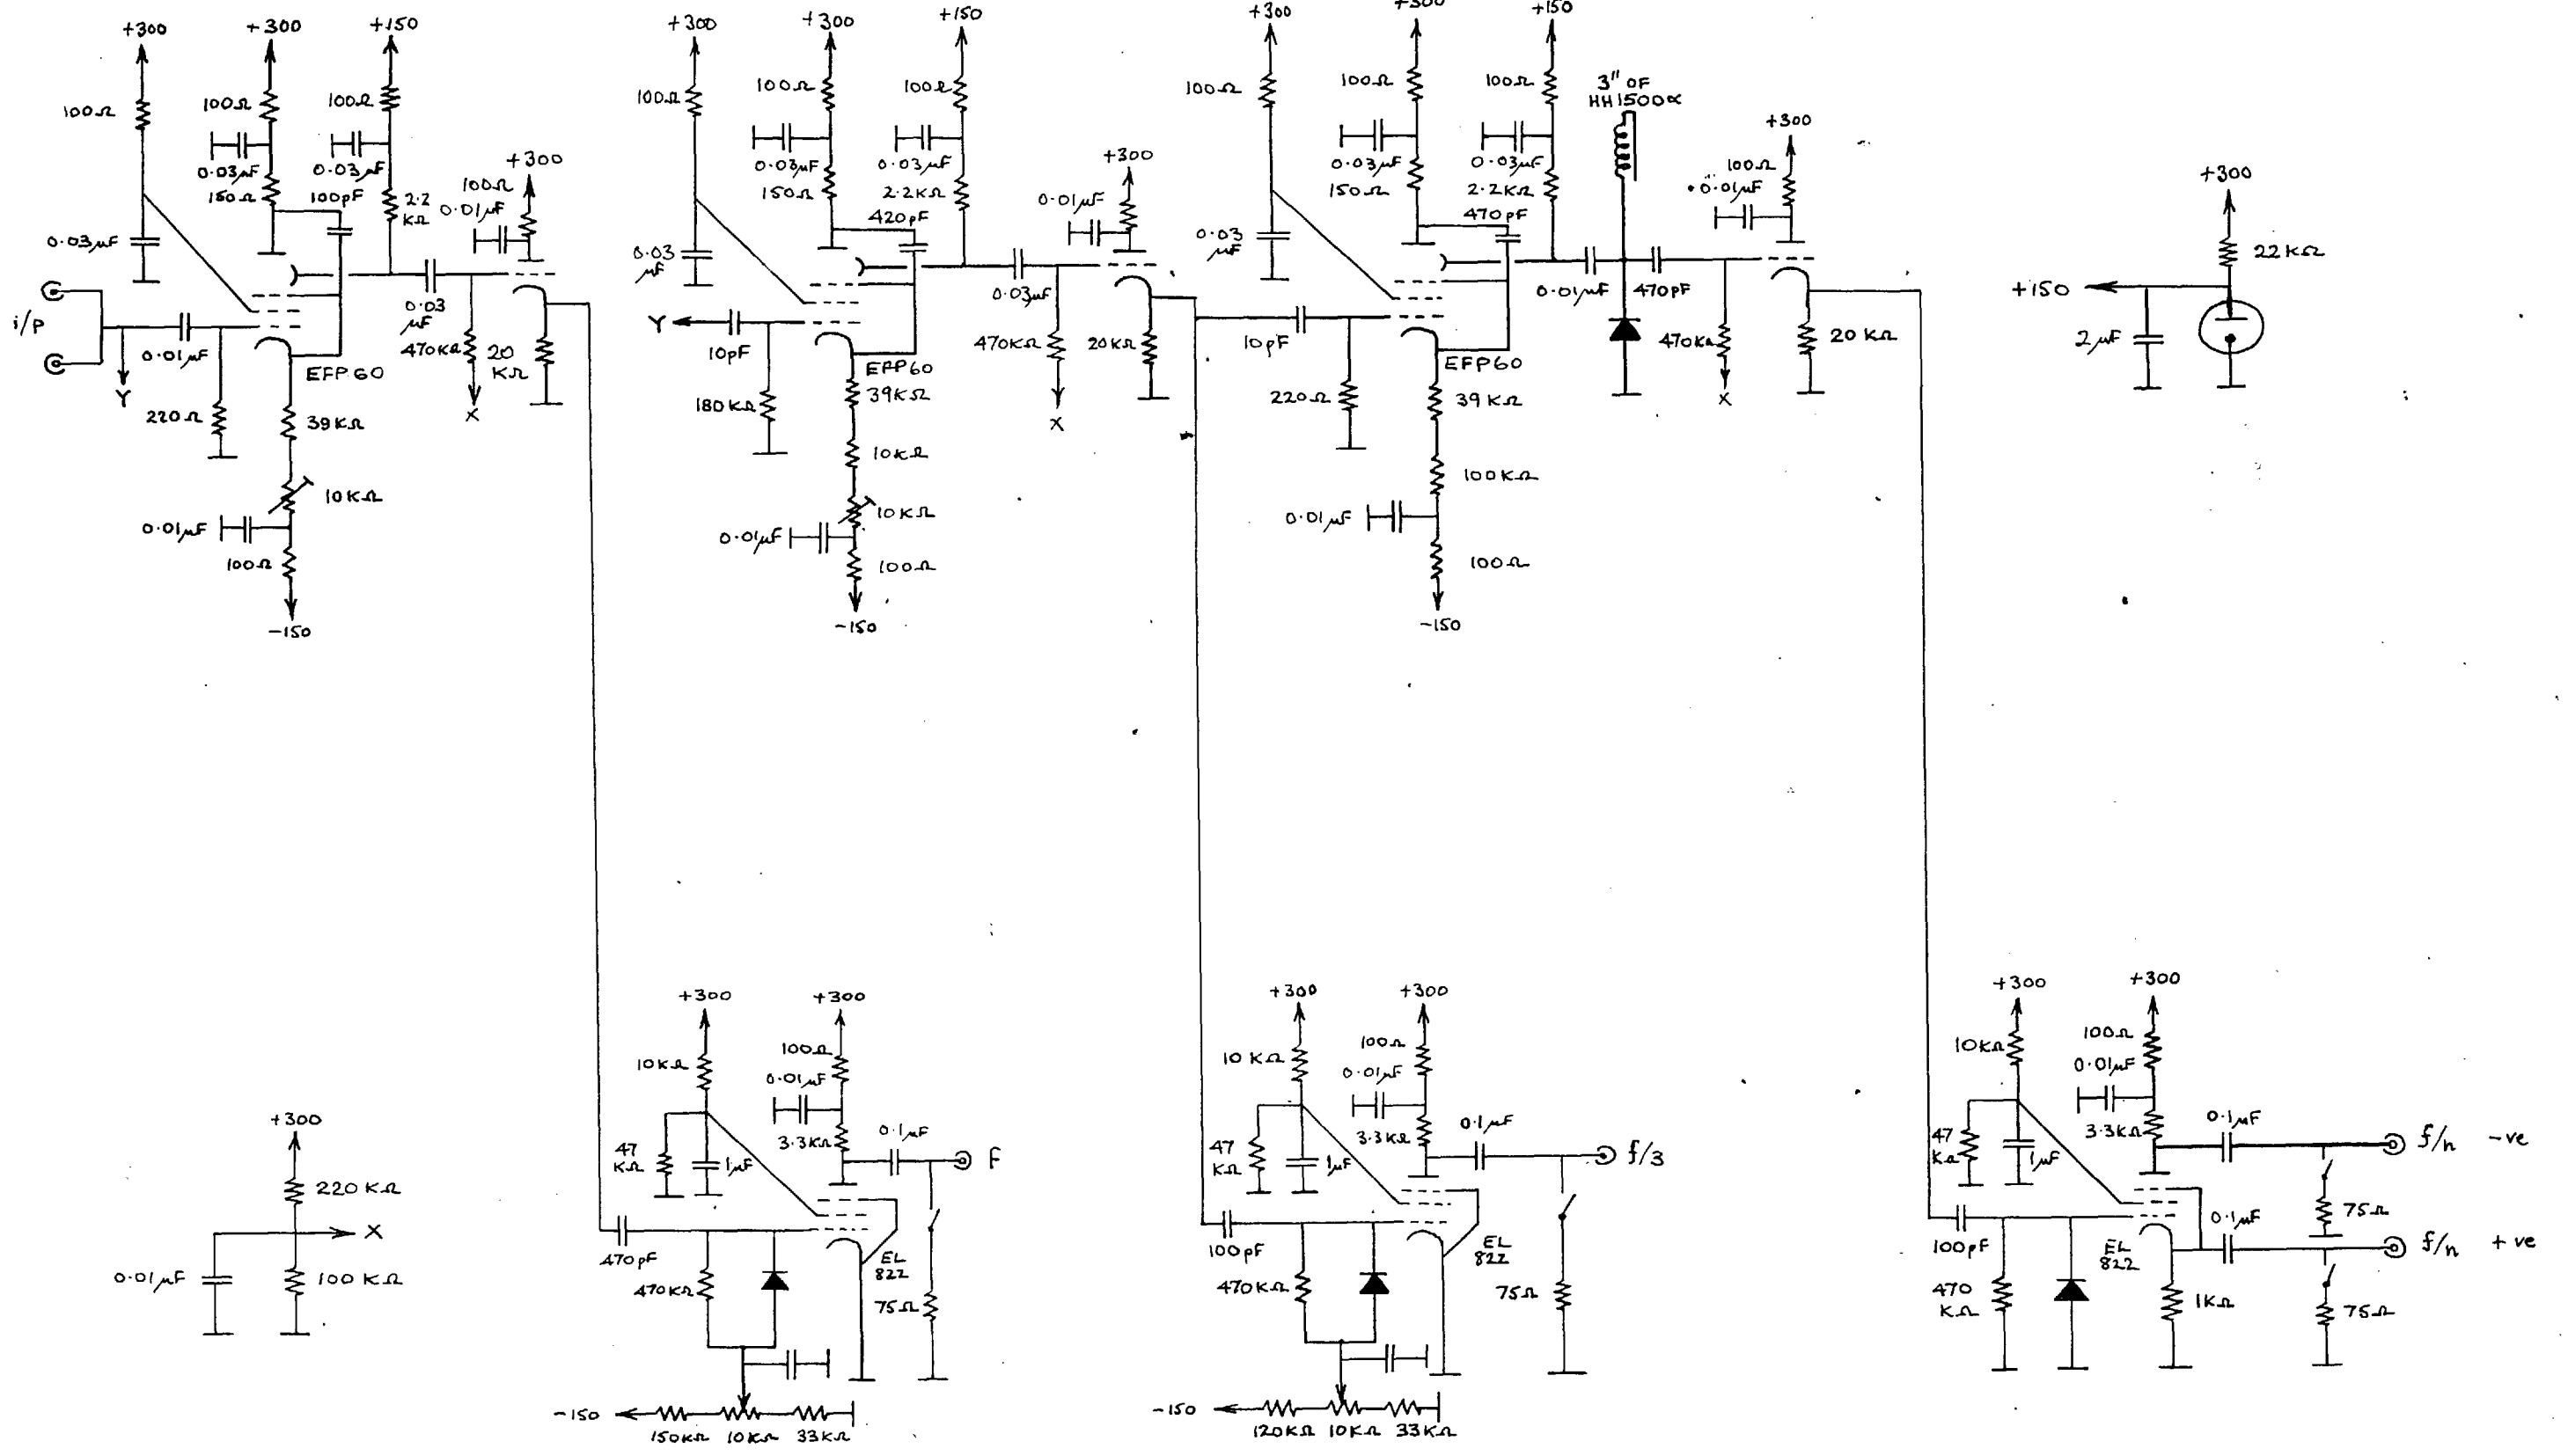 +300
+300
+150
100Ω
100Ω
100Ω
0.03µF
0.03µF
150Ω
100pF
2.2
KΩ
0.03µF
+300
100Ω
0.01µF
i/p
Y
0.01µF
0.03
µF
470KΩ
20
KΩ
X
EFP60
220Ω
39KΩ
10KΩ
0.01µF
100Ω
-150
+300
+300
+150
100Ω
100Ω
100Ω
0.03µF
0.03µF
150Ω
2.2KΩ
420pF
0.03
µF
+300
0.01µF
Y
10pF
0.03µF
470KΩ
20KΩ
X
EFP60
180KΩ
39KΩ
10KΩ
10KΩ
0.01µF
100Ω
-150
+300
+300
+150
100Ω
100Ω
100Ω
3" OF
HH1500α
0.03µF
0.03µF
150Ω
2.2KΩ
470pF
0.03
µF
+300
100Ω
0.01µF
0.01µF
470pF
10pF
EFP60
470KΩ
20KΩ
X
220Ω
39KΩ
100KΩ
0.01µF
100Ω
-150
+300
22KΩ
+150
2µF
+300
220KΩ
X
0.01µF
100KΩ
+300
+300
10KΩ
100Ω
0.01µF
47
KΩ
1µF
3.3KΩ
0.1µF
F
470pF
EL
822
470KΩ
75Ω
-150
150KΩ
10KΩ
33KΩ
+300
+300
10KΩ
100Ω
0.01µF
47
KΩ
1µF
3.3KΩ
0.1µF
f/3
100pF
EL
822
470KΩ
75Ω
-150
120KΩ
10KΩ
33KΩ
+300
+300
10KΩ
100Ω
0.01µF
47
KΩ
1µF
3.3KΩ
0.1µF
f/n -ve
75Ω
0.1µF
f/n +ve
100pF
EL
822
470
KΩ
1KΩ
75Ω